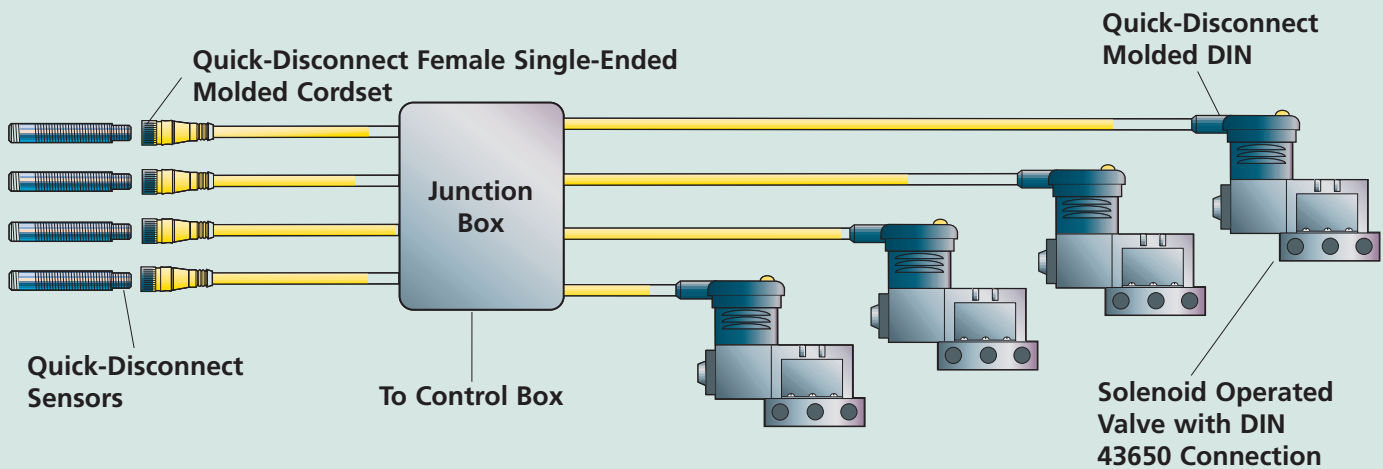 Quick-Disconnect Female Single-Ended
Molded Cordset
Quick-Disconnect
Molded DIN
Junction
Box
Quick-Disconnect
Sensors
To Control Box
Solenoid Operated
Valve with DIN
43650 Connection